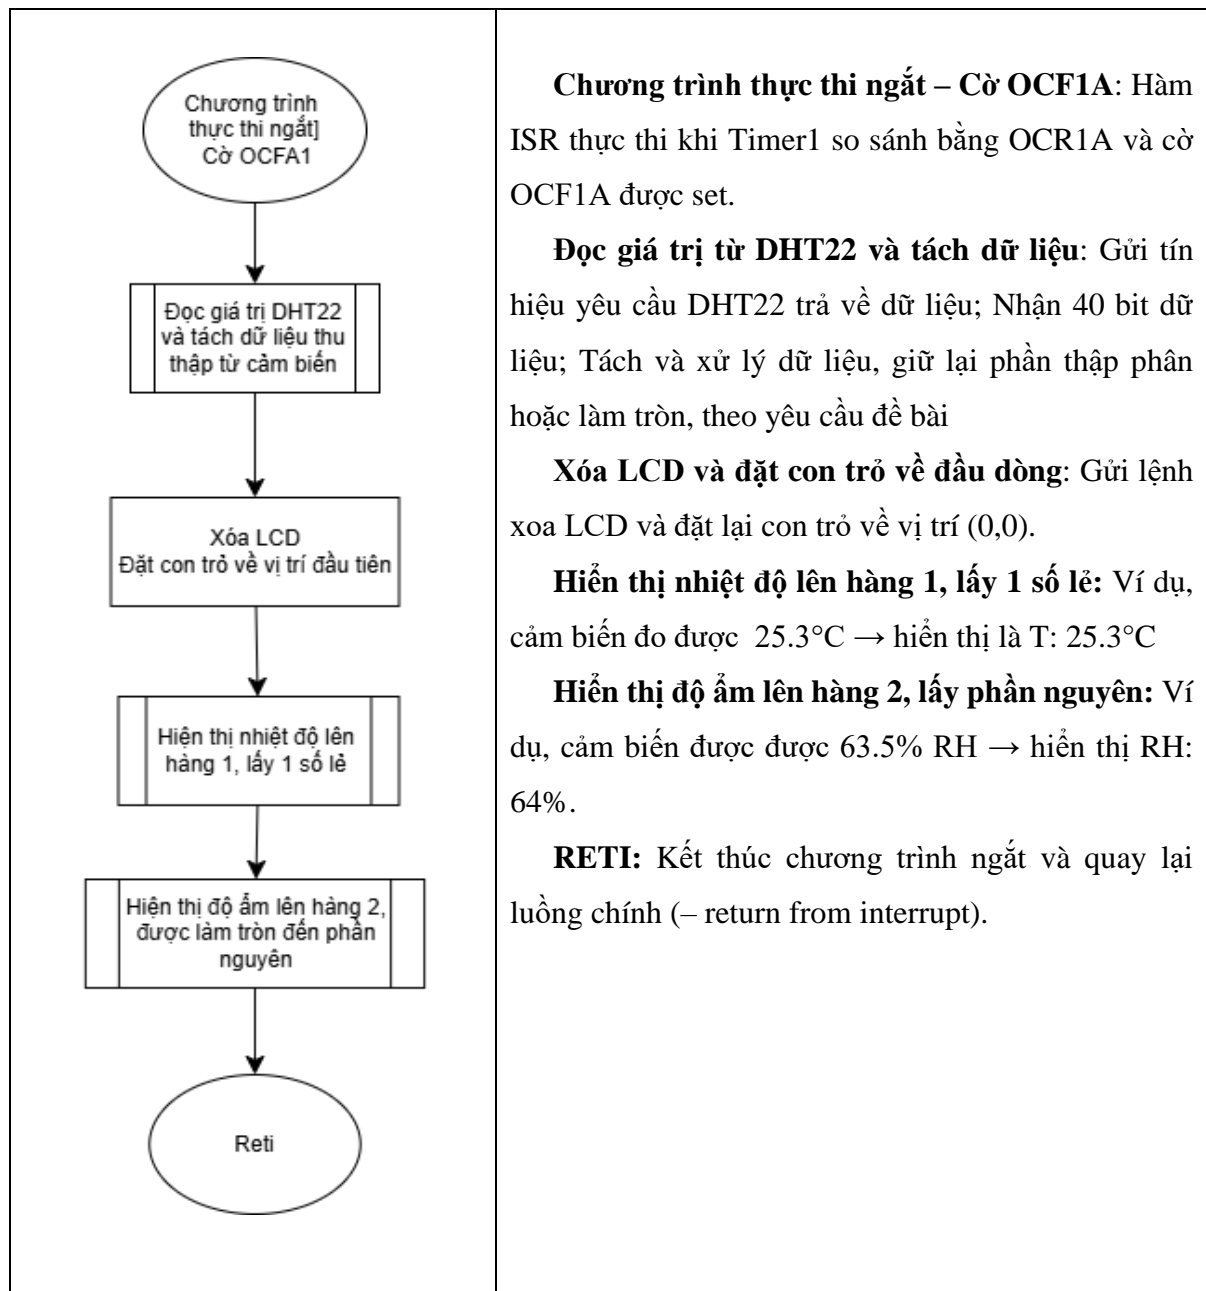 Chương trình
thực thi ngắt]
Cờ OCFA1
Đọc giá trị DHT22
và tách dữ liệu thu
thập từ cảm biến
Xóa LCD
Đặt con trỏ về vị trí đầu tiên
Hiện thị nhiệt độ lên
hàng 1, lấy 1 số lẻ
Hiện thị độ ẩm lên hàng 2,
được làm tròn đến phần
nguyên
Reti
Chương trình thực thi ngắt – Cờ OCF1A: Hàm
ISR thực thi khi Timer1 so sánh bằng OCR1A và cờ
OCF1A được set.
Đọc giá trị từ DHT22 và tách dữ liệu: Gửi tín
hiệu yêu cầu DHT22 trả về dữ liệu; Nhận 40 bit dữ
liệu; Tách và xử lý dữ liệu, giữ lại phần thập phân
hoặc làm tròn, theo yêu cầu đề bài
Xóa LCD và đặt con trỏ về đầu dòng: Gửi lệnh
xoa LCD và đặt lại con trỏ về vị trí (0,0).
Hiển thị nhiệt độ lên hàng 1, lấy 1 số lẻ: Ví dụ,
cảm biến đo được 25.3°C → hiển thị là T: 25.3°C
Hiển thị độ ẩm lên hàng 2, lấy phần nguyên: Ví
dụ, cảm biến được được 63.5% RH → hiển thị RH:
64%.
RETI: Kết thúc chương trình ngắt và quay lại
luồng chính (– return from interrupt).